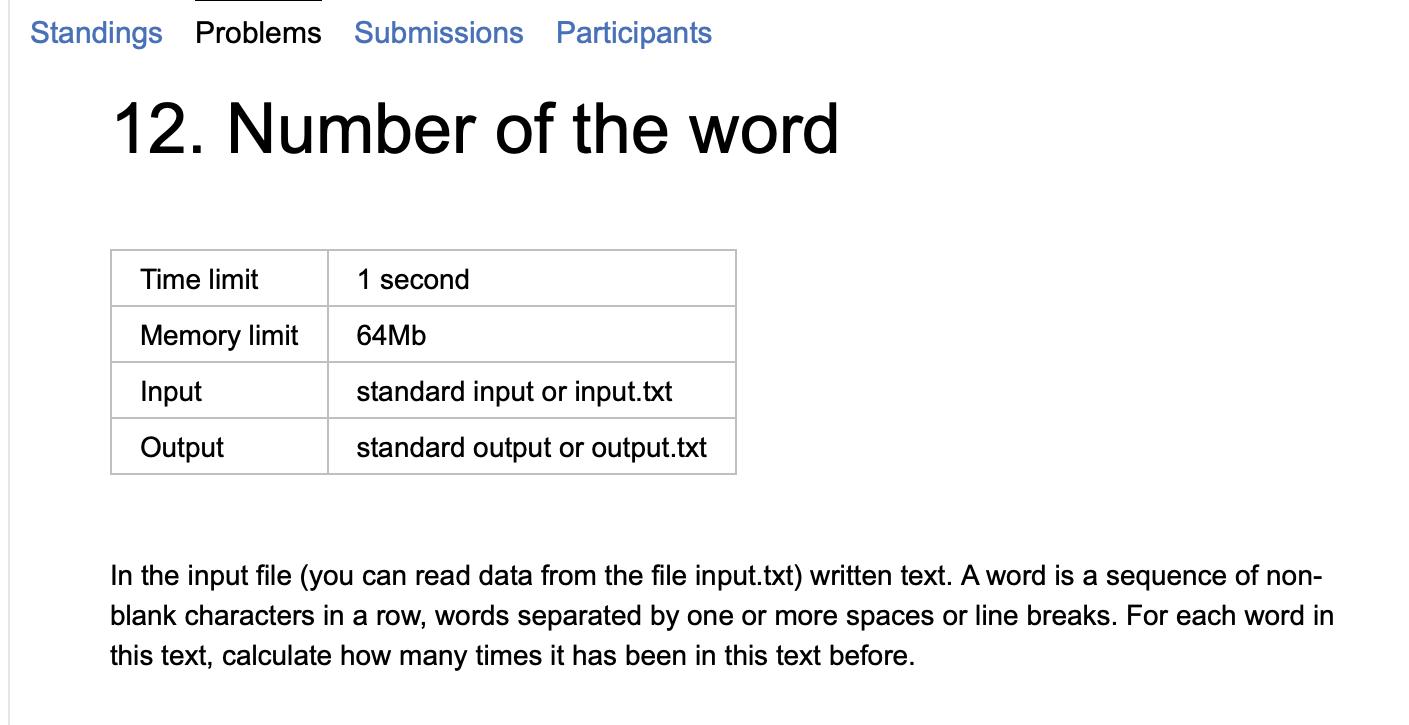 Standings Problems Submissions Participants
12. Number of the word
Time limit 1 second
Memory limit 64Mb
Input standard input or input.txt
Output standard output or output.txt
In the input file (you can read data from the file input.txt) written text. A word is a sequence of non-
blank characters in a row, words separated by one or more spaces or line breaks. For each word in
this text, calculate how many times it has been in this text before.